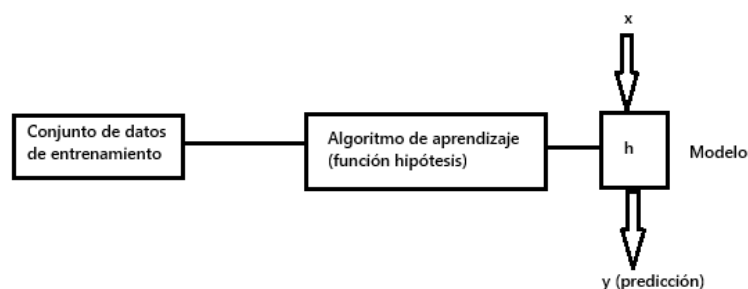 x
Conjunto de datos
de entrenamiento
Algoritmo de aprendizaje
(función hipótesis)
h
Modelo
y (predicción)